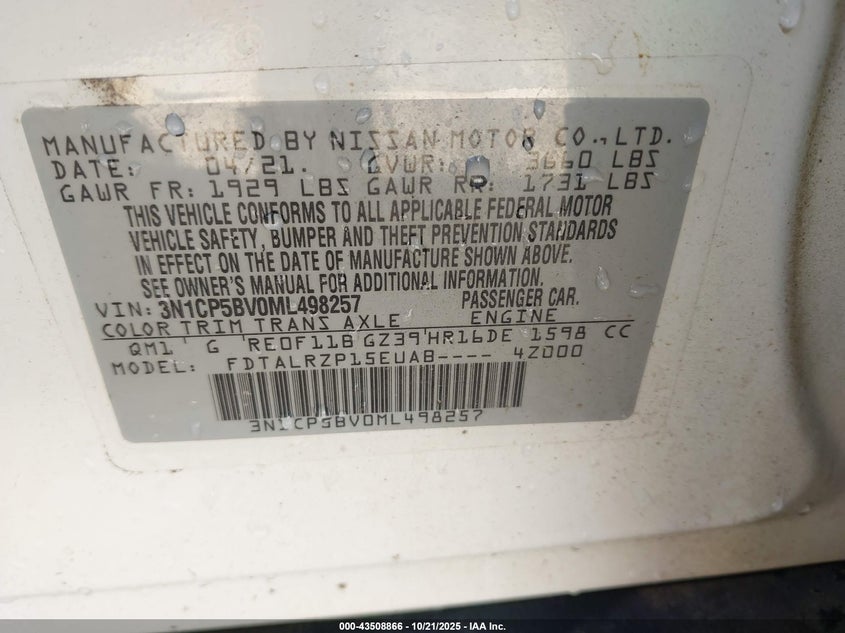 MANUFACTURED BY NISSAN MOTOR CO.,LTD.
DATE: 04/21. GVWR: 3660 LBS
GAWR FR: 1929 LBS GAWR RR: 1731 LBS
THIS VEHICLE CONFORMS TO ALL APPLICABLE FEDERAL MOTOR
VEHICLE SAFETY, BUMPER AND THEFT PREVENTION STANDARDS
IN EFFECT ON THE DATE OF MANUFACTURE SHOWN ABOVE.
SEE OWNER'S MANUAL FOR ADDITIONAL INFORMATION.
VIN: 3N1CP5BV0ML498257 PASSENGER CAR.
COLOR TRIM TRANS AXLE ENGINE
QM1 G RE0F11B GZ39 HR16DE 1598 CC
MODEL: FDTALRZP15EUAB---- 4Z000
3N1CP5BV0ML498257
000-43508866 - 10/21/2025 - IAA Inc.